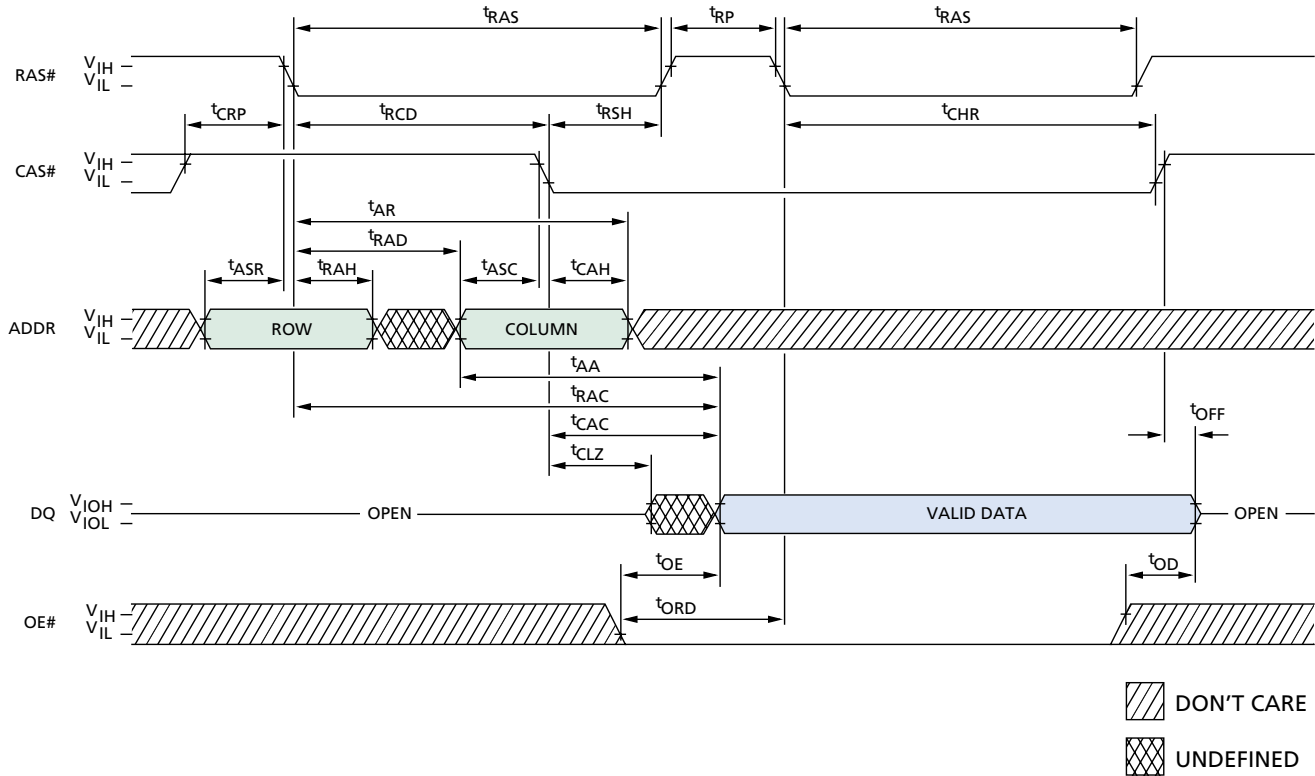 tRAS
tRP
tRAS
RAS#
VIH
VIL
tCRP
tRCD
tRSH
tCHR
CAS#
VIH
VIL
tAR
tRAD
tASR
tRAH
tASC
tCAH
ADDR
VIH
VIL
ROW
COLUMN
tAA
tRAC
tCAC
tOFF
tCLZ
DQ
VIOH
VIOL
OPEN
VALID DATA
OPEN
tOE
tOD
tORD
OE#
VIH
VIL
DON'T CARE
UNDEFINED